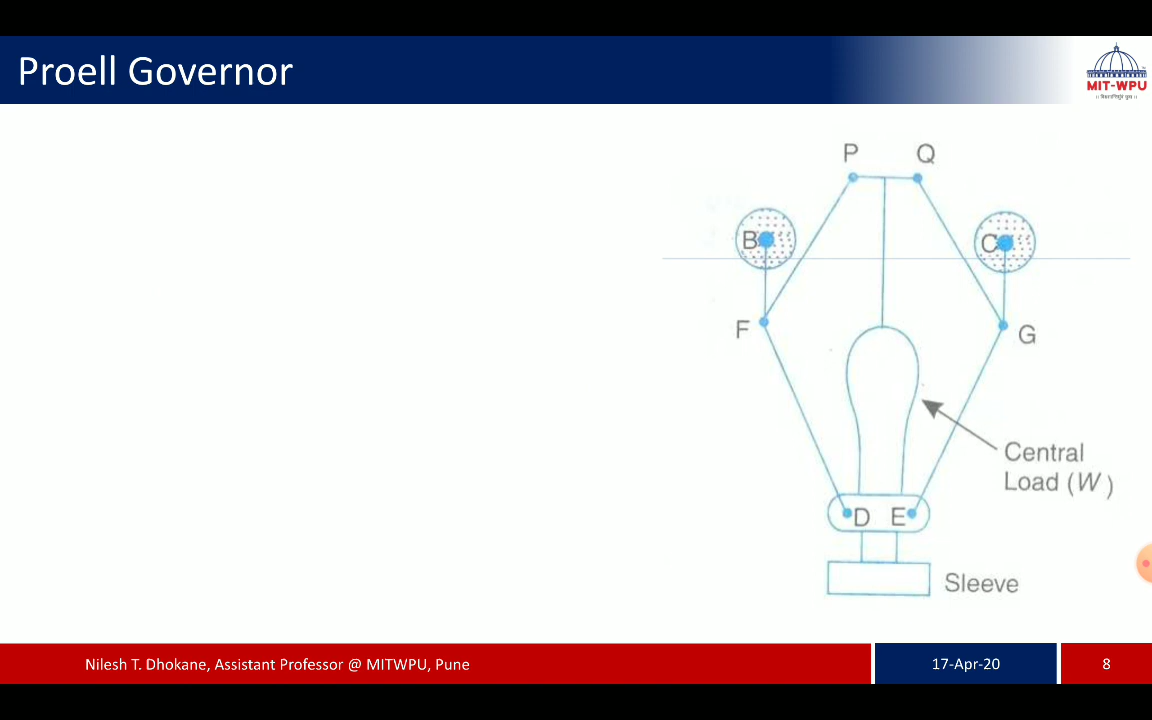 Proell Governor
MIT-WPU
P Q
B C
F G
Central
Load (W)
D E
Sleeve
Nilesh T. Dhokane, Assistant Professor @ MITWPU, Pune
17-Apr-20
8